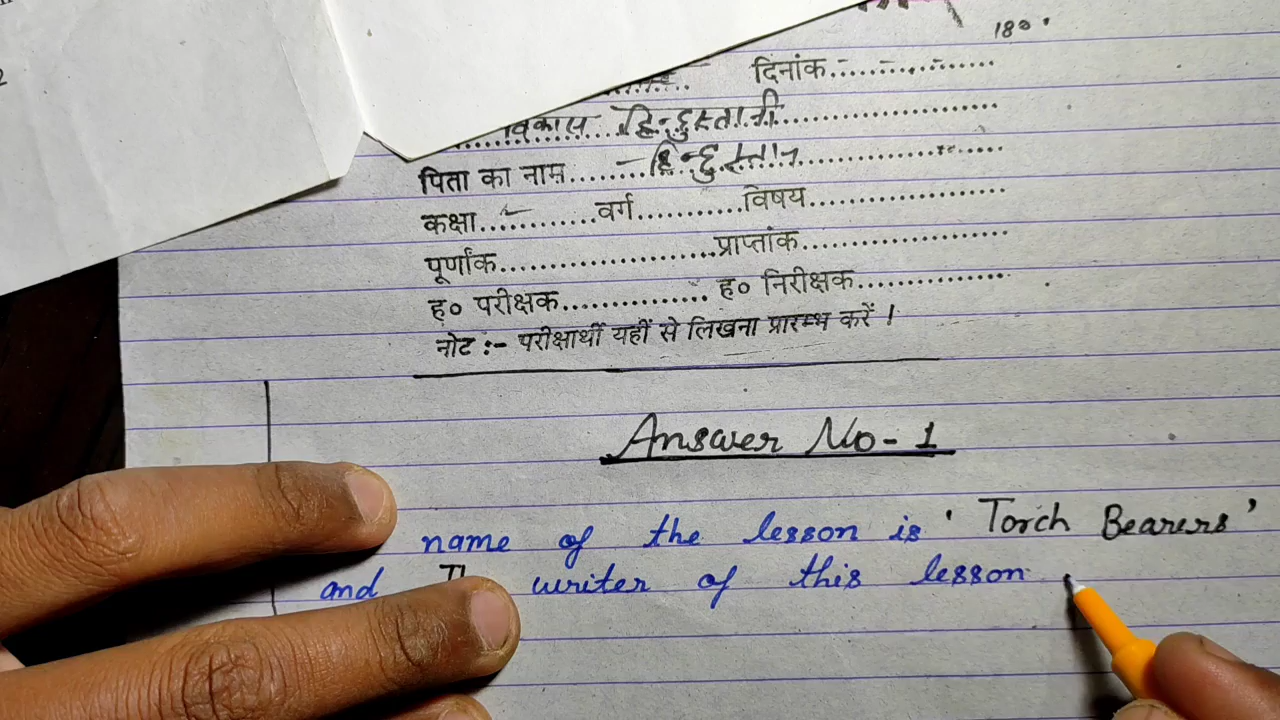 180
दिनांक....................
विकास हिन्दुस्तानी....................
पिता का नाम........हिन्दुस्तान....................
कक्षा............वर्ग...........विषय....................
पूर्णांक......................प्राप्तांक....................
ह० परीक्षक............... ह० निरीक्षक...............
नोट :- परीक्षार्थी यहीं से लिखना प्रारम्भ करें ।
Answer No - 1
name of the lesson is 'Torch Bearers'
and writer of this lesson